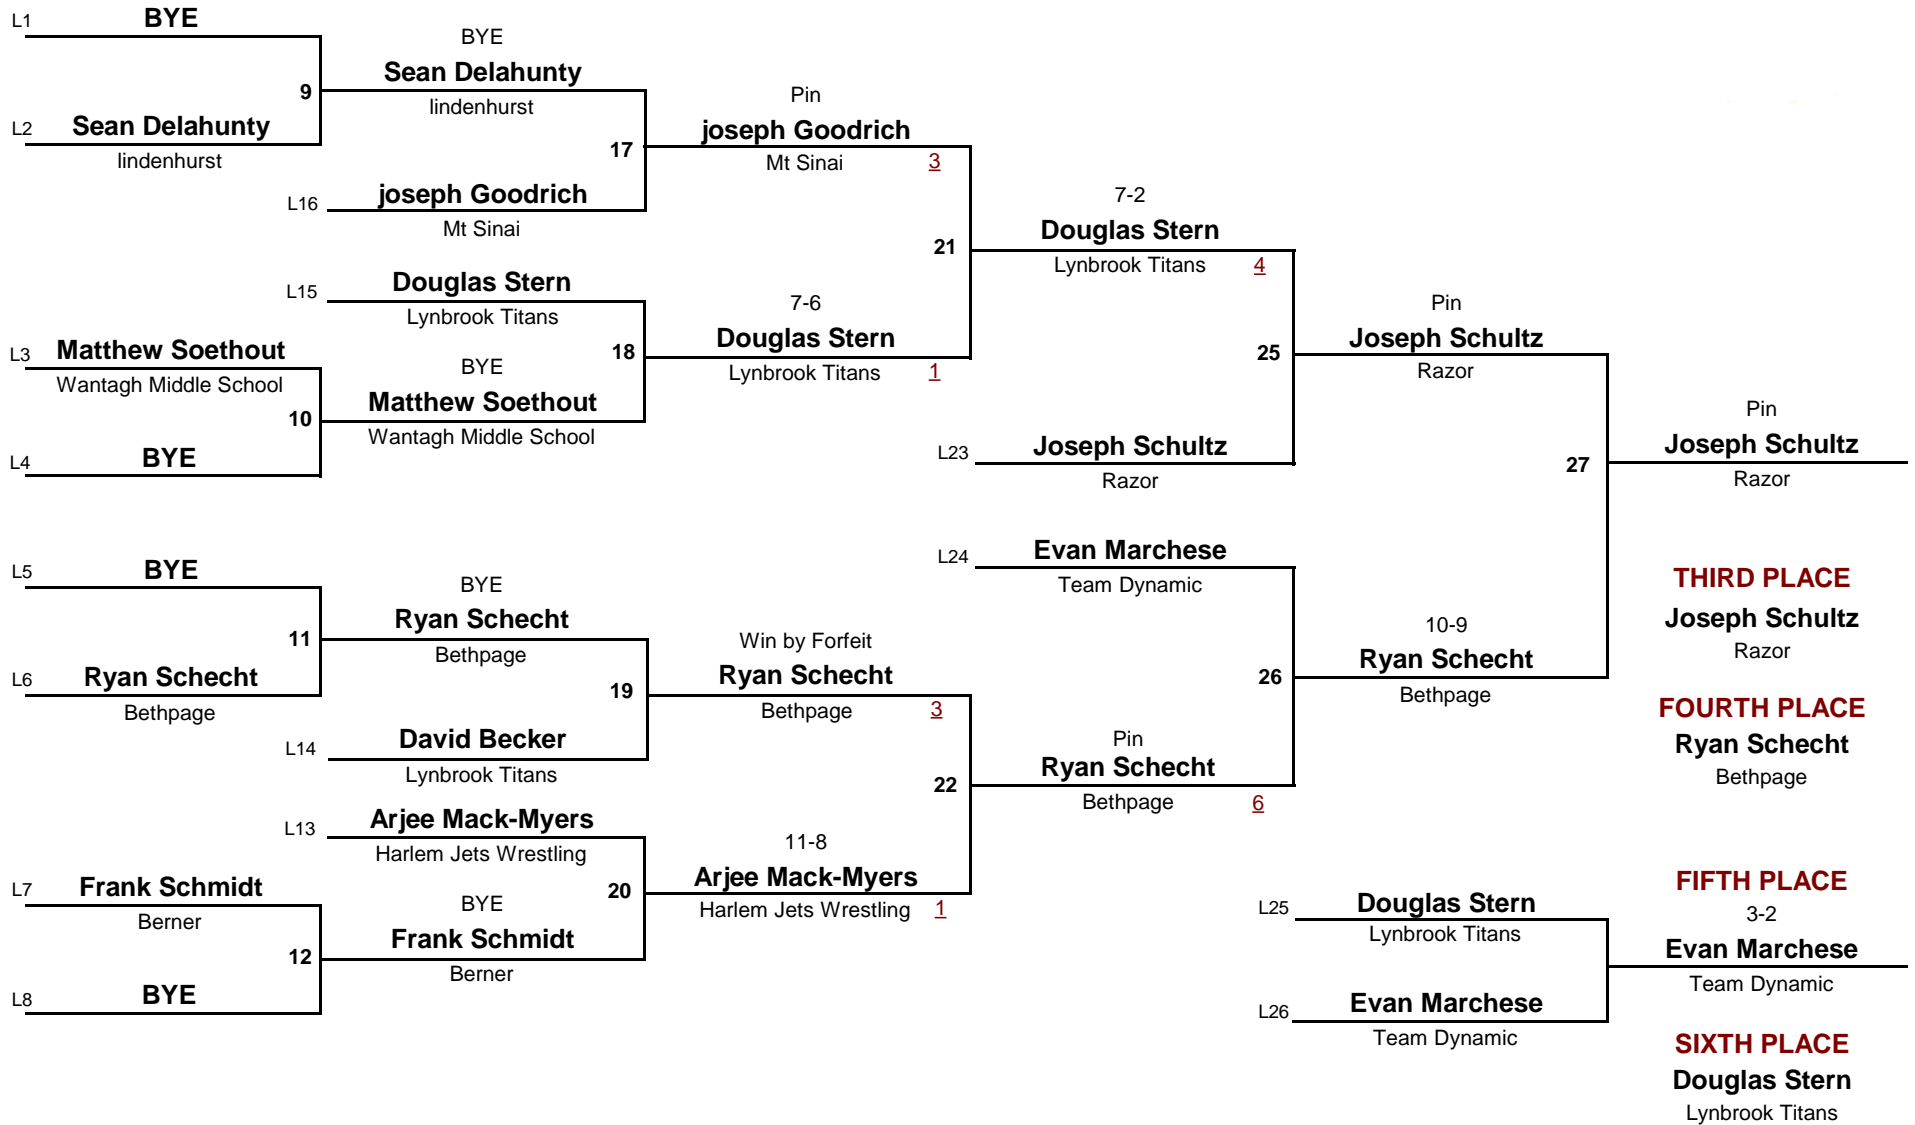 L1
BYE
9
L2
Sean Delahunty
lindenhurst
BYE
Sean Delahunty
lindenhurst
17
L16
joseph Goodrich
Mt Sinai
Pin
joseph Goodrich
Mt Sinai
3
21
L15
Douglas Stern
Lynbrook Titans
18
L3
Matthew Soethout
Wantagh Middle School
10
L4
BYE
BYE
Matthew Soethout
Wantagh Middle School
7-6
Douglas Stern
Lynbrook Titans
1
7-2
Douglas Stern
Lynbrook Titans
4
25
L23
Joseph Schultz
Razor
Pin
Joseph Schultz
Razor
27
Pin
Joseph Schultz
Razor
L5
BYE
11
L6
Ryan Schecht
Bethpage
BYE
Ryan Schecht
Bethpage
19
L14
David Becker
Lynbrook Titans
Win by Forfeit
Ryan Schecht
Bethpage
3
22
L13
Arjee Mack-Myers
Harlem Jets Wrestling
20
L7
Frank Schmidt
Berner
12
L8
BYE
BYE
Frank Schmidt
Berner
11-8
Arjee Mack-Myers
Harlem Jets Wrestling
1
L24
Evan Marchese
Team Dynamic
26
Pin
Ryan Schecht
Bethpage
6
10-9
Ryan Schecht
Bethpage
THIRD PLACE
Joseph Schultz
Razor
FOURTH PLACE
Ryan Schecht
Bethpage
L25
Douglas Stern
Lynbrook Titans
L26
Evan Marchese
Team Dynamic
FIFTH PLACE
3-2
Evan Marchese
Team Dynamic
SIXTH PLACE
Douglas Stern
Lynbrook Titans